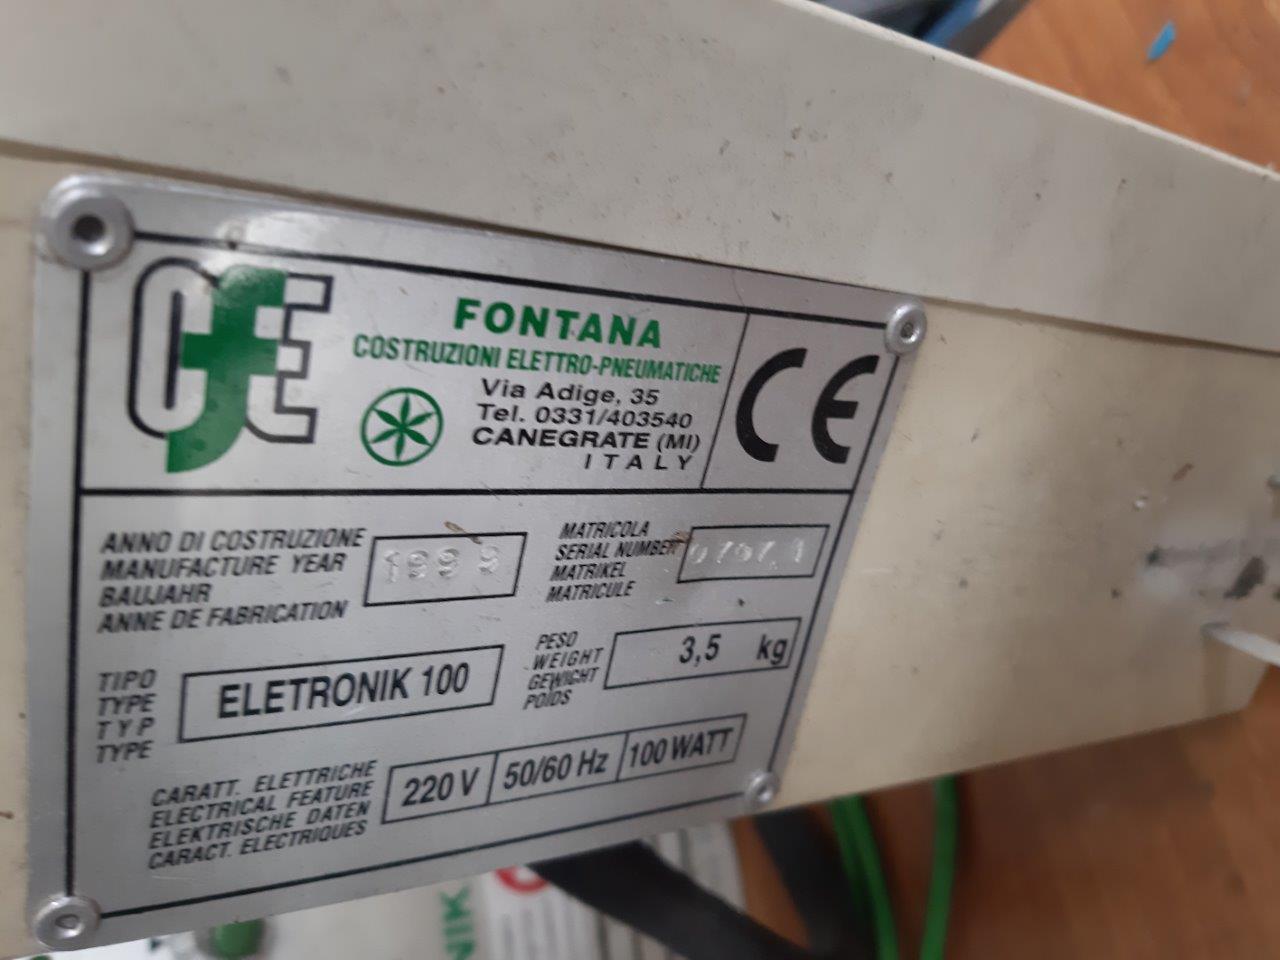 CFE
FONTANA
COSTRUZIONI ELETTRO-PNEUMATICHE
Via Adige, 35
Tel. 0331/403540
CANEGRATE (MI)
ITALY
CE
ANNO DI COSTRUZIONE
MANUFACTURE YEAR
BAUJAHR
ANNE DE FABRICATION
MATRICOLA
SERIAL NUMBER
MATRIKEL
MATRICULE
TIPO
TYPE
TYP
TYPE
ELETRONIK 100
PESO
WEIGHT
GEWICHT
POIDS
3,5 kg
CARATT. ELETTRICHE
ELECTRICAL FEATURE
ELEKTRISCHE DATEN
CARACT. ELECTRIQUES
220 V 50/60 Hz 100 WATT